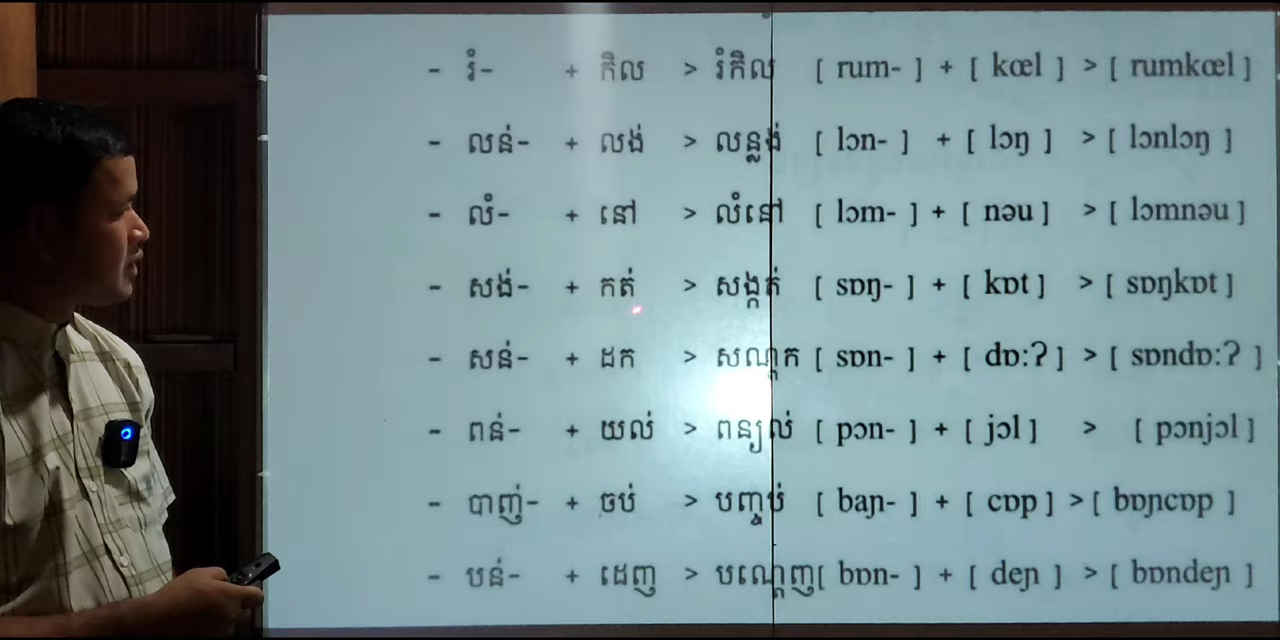 - រំ- + កិល > រំកិល [ rum- ] + [ kœl ] > [ rumkœl ]
- លន់- + លង់ > លន្លង់ [ lɔn- ] + [ lɔŋ ] > [ lɔnlɔŋ ]
- លំ- + នៅ > លំនៅ [ lɔm- ] + [ nəu ] > [ lɔmnəu ]
- សង់- + កត់ > សង្កត់ [ sɒŋ- ] + [ kɒt ] > [ sɒŋkɒt ]
- សន់- + ដក > សណ្ដក [ sɒn- ] + [ dɒ:ʔ ] > [ sɒndɒ:ʔ ]
- ពន់- + យល់ > ពន្យល់ [ pɔn- ] + [ jɔl ] > [ pɔnjɔl ]
- បាញ់- + ចប់ > បញ្ចប់ [ baɲ- ] + [ cɒp ] > [ bɒɲcɒp ]
- បន់- + ដេញ > បណ្ដេញ [ bɒn- ] + [ deɲ ] > [ bɒndeɲ ]